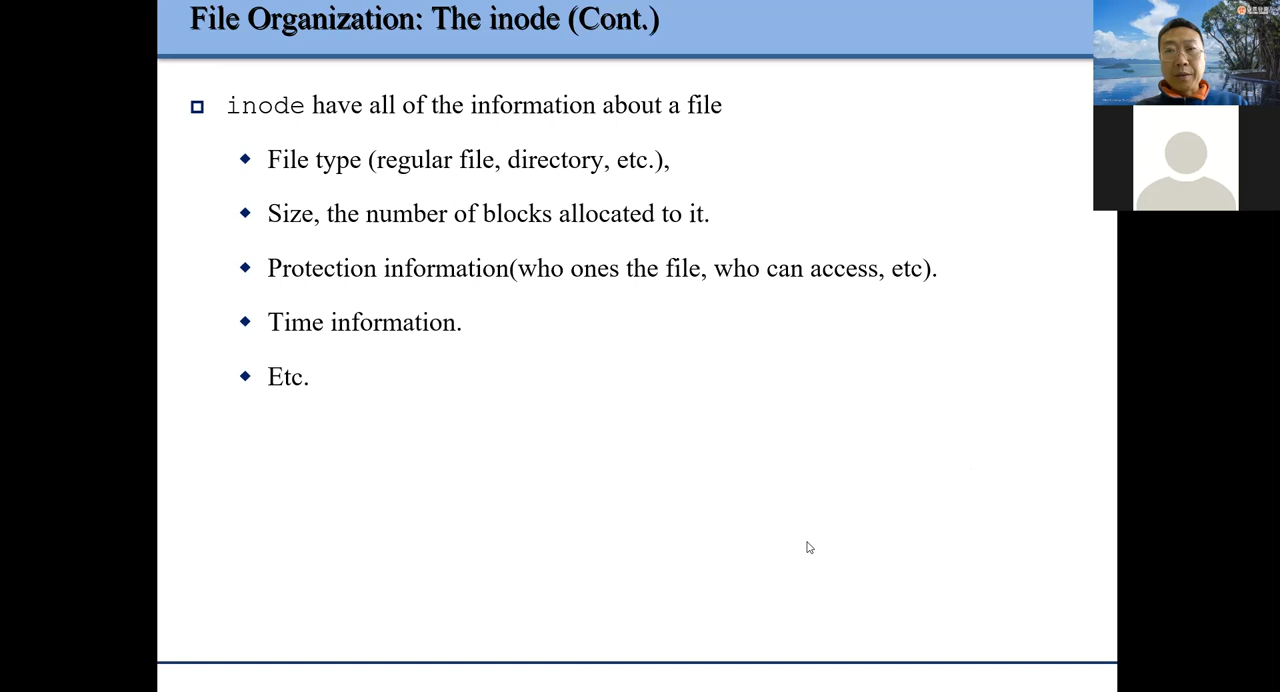 File Organization: The inode (Cont.)
inode have all of the information about a file
File type (regular file, directory, etc.),
Size, the number of blocks allocated to it.
Protection information(who ones the file, who can access, etc).
Time information.
Etc.